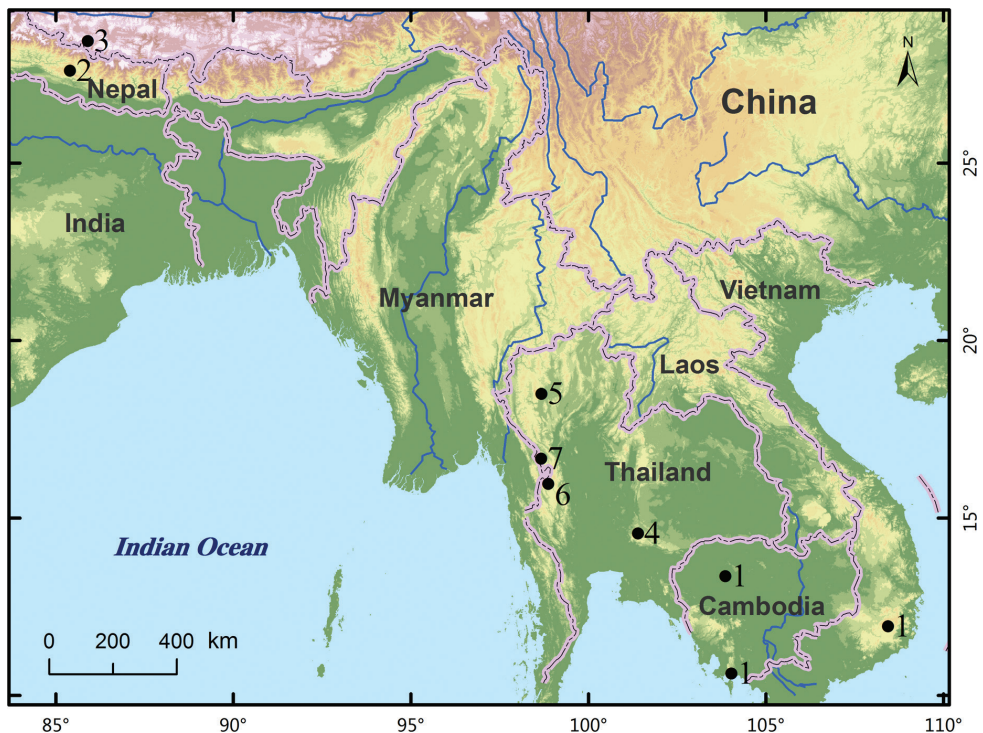 N
3
2
Nepal
China
25°
India
Myanmar
Vietnam
20°
Laos
5
7
Thailand
6
15°
4
Indian Ocean
1
Cambodia
1
0 200 400 km
1
85° 90° 95° 100° 105° 110°